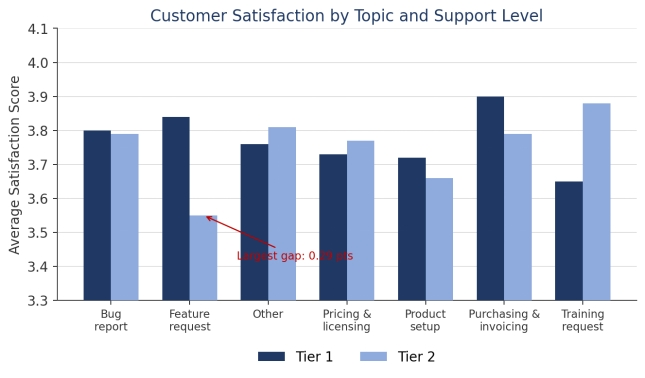 Customer Satisfaction by Topic and Support Level
Average Satisfaction Score
4.1
4.0
3.9
3.8
3.7
3.6
3.5
3.4
3.3
Largest gap: pts
Bug
report
Feature
request
Other
Pricing &
licensing
Product
setup
Purchasing &
invoicing
Training
request
Tier 1
Tier 2